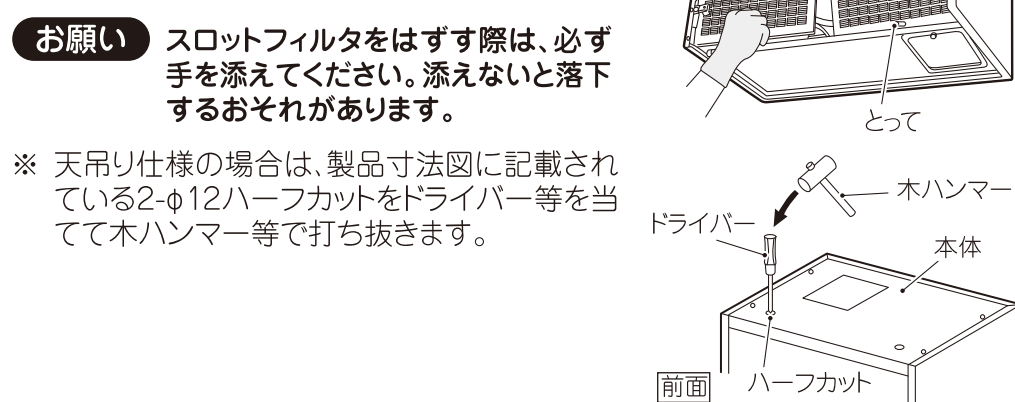 お願い
スロットフィルタをはずす際は、必ず
手を添えてください。添えないと落下
するおそれがあります。
※ 天吊り仕様の場合は、製品寸法図に記載され
ている2-φ12ハーフカットをドライバー等を当
てて木ハンマー等で打ち抜きます。
とって
木ハンマー
ドライバー
本体
前面
ハーフカット